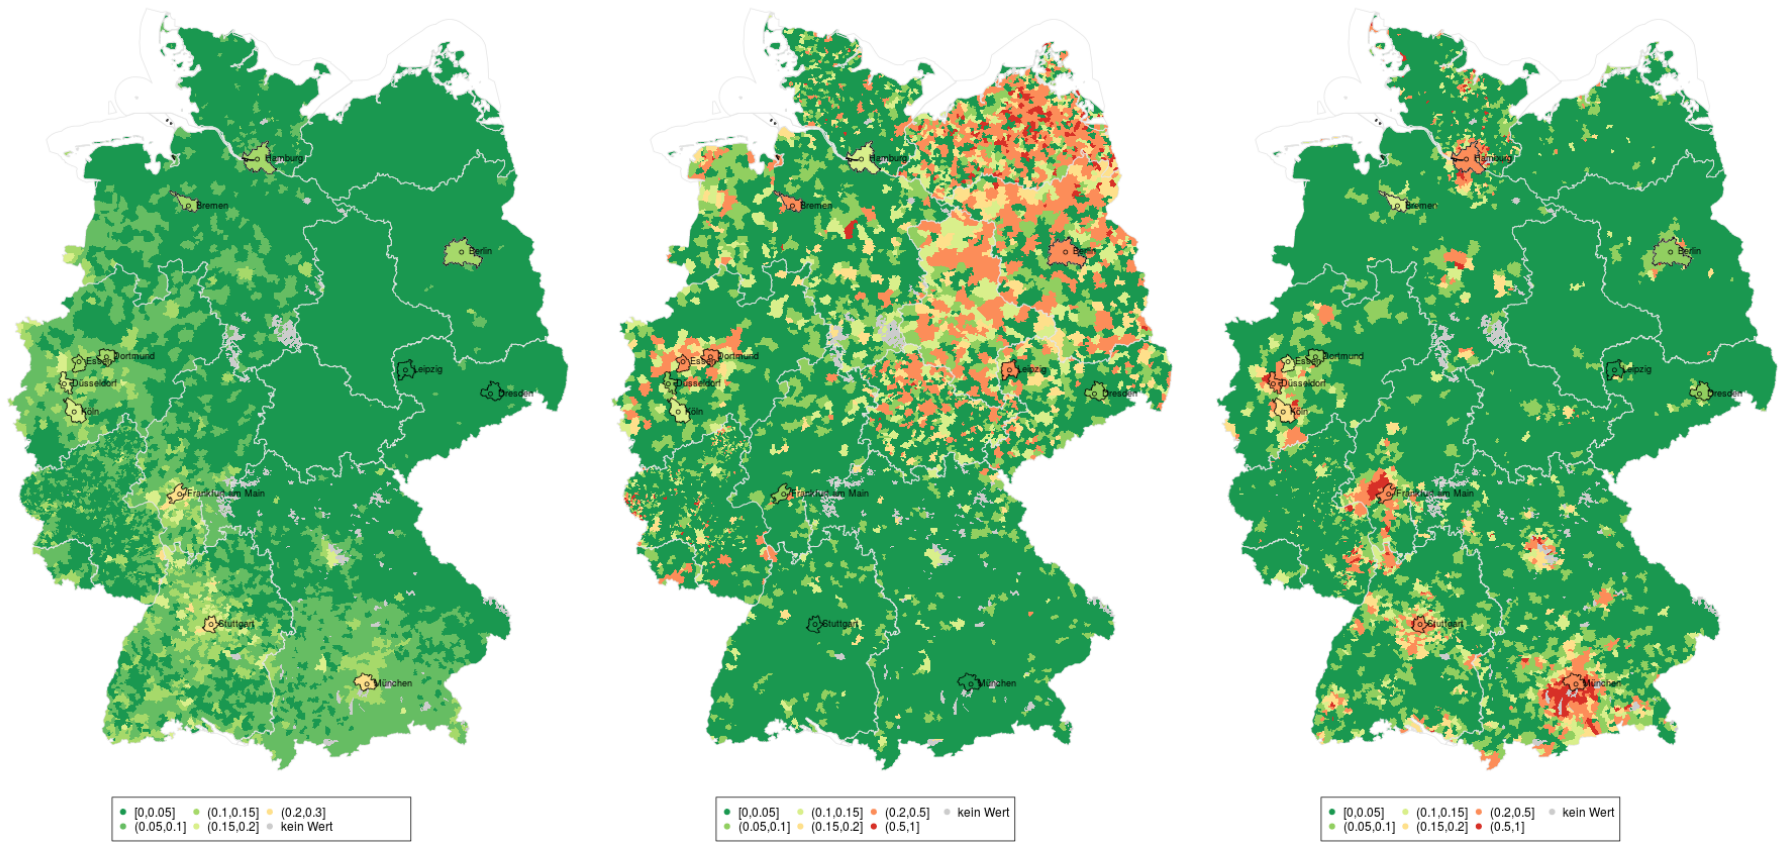 Hamburg
Bremen
Berlin
Essen
Dortmund
Düsseldorf
Leipzig
Dresden
Köln
Frankfurt am Main
Stuttgart
München
[0,0.05] (0.1,0.15] (0.2,0.3]
(0.05,0.1] (0.15,0.2] kein Wert
Hamburg
Bremen
Berlin
Essen
Dortmund
Düsseldorf
Leipzig
Dresden
Köln
Frankfurt am Main
Stuttgart
München
[0,0.05] (0.1,0.15] (0.2,0.5] kein Wert
(0.05,0.1] (0.15,0.2] (0.5,1]
Hamburg
Bremen
Berlin
Essen
Dortmund
Düsseldorf
Leipzig
Dresden
Köln
Frankfurt am Main
Stuttgart
München
[0,0.05] (0.1,0.15] (0.2,0.5] kein Wert
(0.05,0.1] (0.15,0.2] (0.5,1]